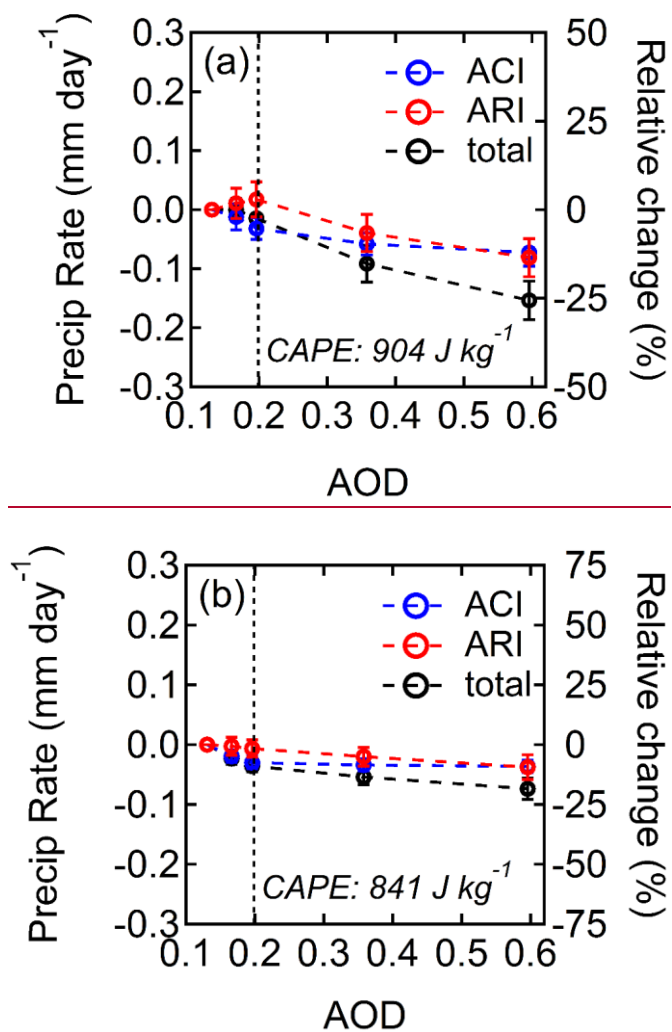 0.3
0.2
0.1
0.0
-0.1
-0.2
-0.3
Precip Rate (mm day⁻¹)
(a)
ACI
ARI
total
CAPE: 904 J kg⁻¹
50
25
0
-25
-50
Relative change (%)
0.1 0.2 0.3 0.4 0.5 0.6
AOD
0.3
0.2
0.1
0.0
-0.1
-0.2
-0.3
Precip Rate (mm day⁻¹)
(b)
ACI
ARI
total
CAPE: 841 J kg⁻¹
75
50
25
0
-25
-50
-75
Relative change (%)
0.1 0.2 0.3 0.4 0.5 0.6
AOD